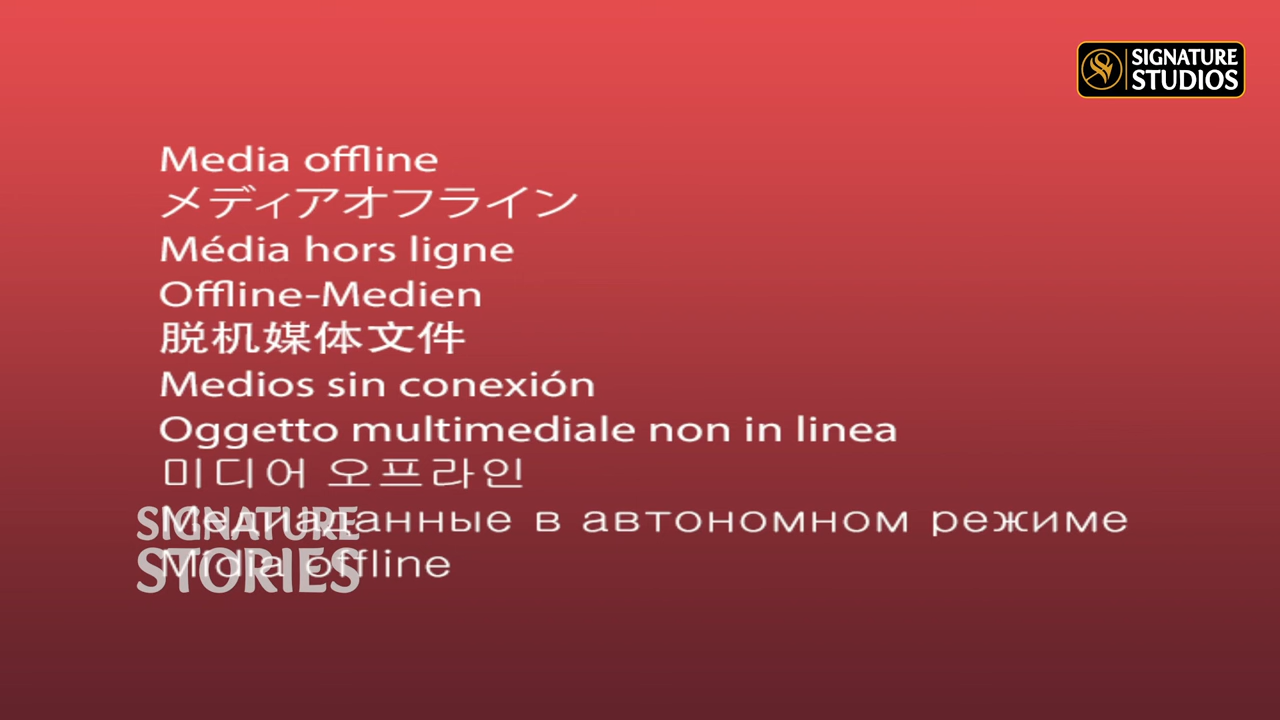 SIGNATURE
STUDIOS
Media offline
メディアオフライン
Média hors ligne
Offline-Medien
脱机媒体文件
Medios sin conexión
Oggetto multimediale non in linea
미디어 오프라인
Медиаданные в автономном режиме
Mídia offline
SIGNATURE
STORIES